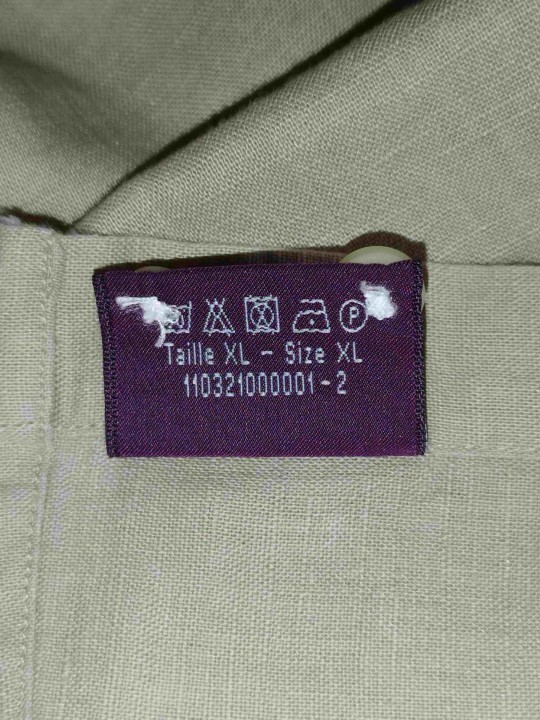 P
Taille XL - Size XL
110321000001-2